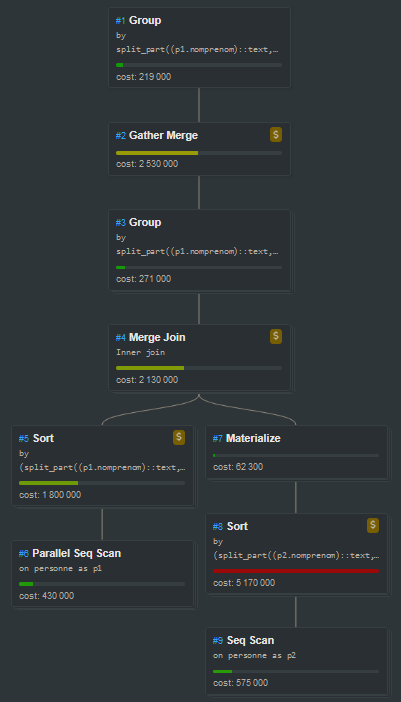 #1 Group
by
split_part((p1.nomprenom)::text,…
cost: 219 000
#2 Gather Merge $
cost: 2 530 000
#3 Group
by
split_part((p1.nomprenom)::text,…
cost: 271 000
#4 Merge Join $
Inner join
cost: 2 130 000
#5 Sort $
by
(split_part((p1.nomprenom)::text,…
cost: 1 800 000
#7 Materialize
cost: 62 300
#6 Parallel Seq Scan
on personne as p1
cost: 430 000
#8 Sort $
by
(split_part((p2.nomprenom)::text,…
cost: 5 170 000
#9 Seq Scan
on personne as p2
cost: 575 000